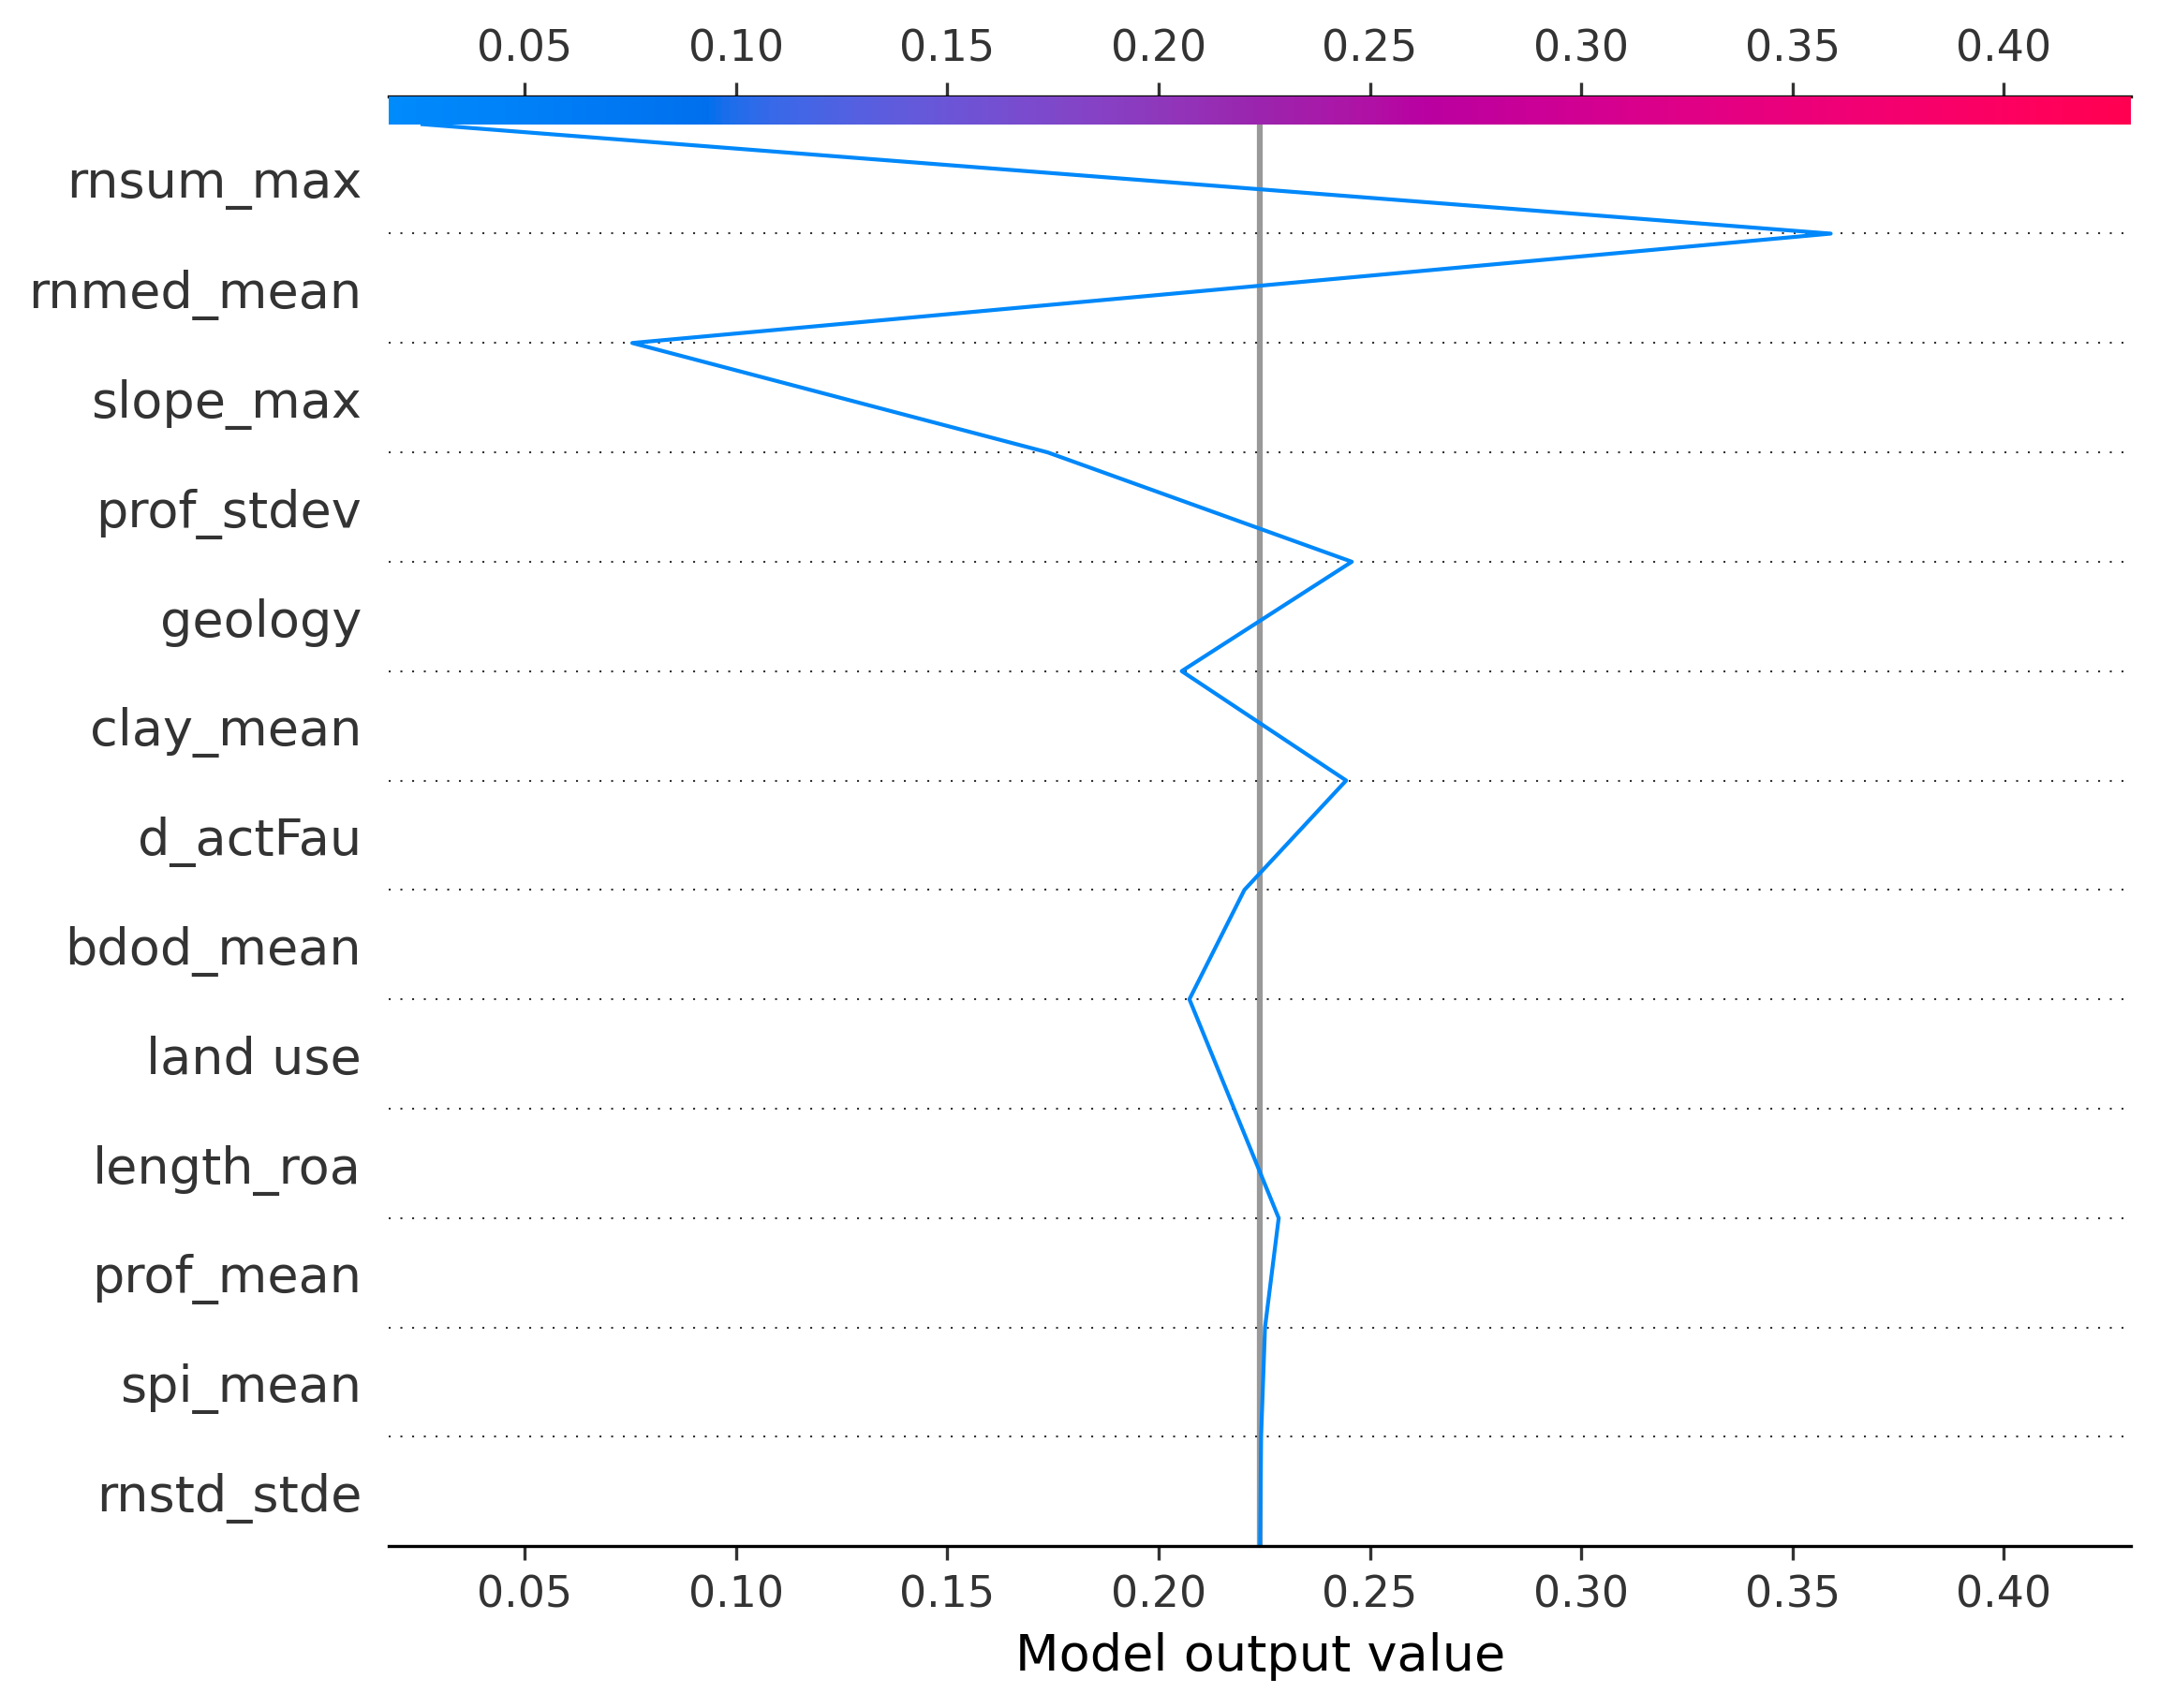 0.05 0.10 0.15 0.20 0.25 0.30 0.35 0.40
rnsum_max
rnmed_mean
slope_max
prof_stdev
geology
clay_mean
d_actFau
bdod_mean
land use
length_roa
prof_mean
spi_mean
rnstd_stde
0.05 0.10 0.15 0.20 0.25 0.30 0.35 0.40
Model output value